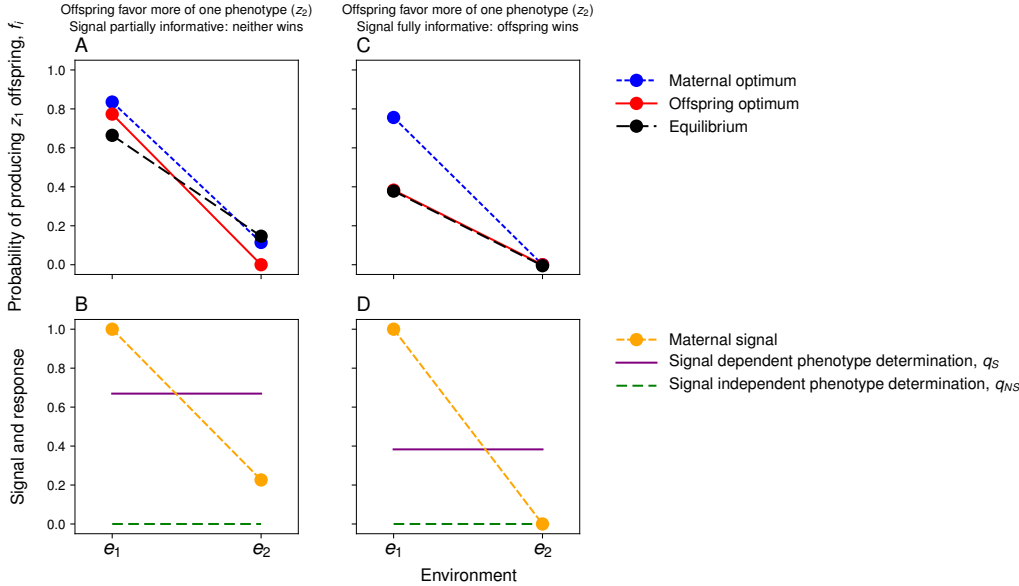 Offspring favor more of one phenotype (z2)
Signal partially informative: neither wins
Offspring favor more of one phenotype (z2)
Signal fully informative: offspring wins
A
C
Probability of producing z1 offspring, fi
1.0
0.8
0.6
0.4
0.2
0.0
Maternal optimum
Offspring optimum
Equilibrium
B
D
Signal and response
1.0
0.8
0.6
0.4
0.2
0.0
Maternal signal
Signal dependent phenotype determination, qS
Signal independent phenotype determination, qNS
e1
e2
e1
e2
Environment